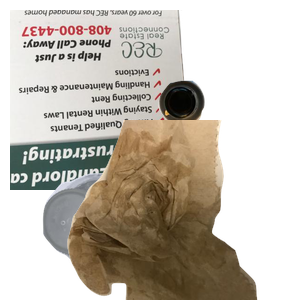 Landlord ca
rustrating!
Qualified Tenants
Staying Within Rental Laws
Collecting Rent
Handling Maintenance & Repairs
Evictions
REC
Real Estate
Connections
Help is a Just
Phone Call Away:
408-800-4437
For over 60 years, REC has managed homes